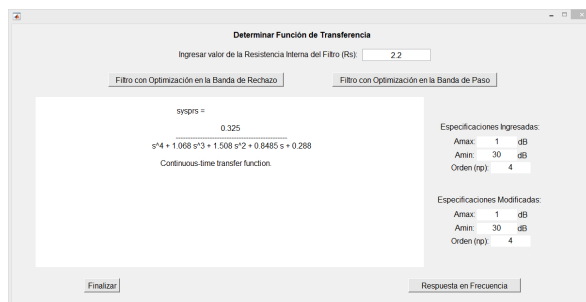 Determinar Función de Transferencia
Ingresar valor de la Resistencia Interna del Filtro (Rs): 2.2
Filtro con Optimización en la Banda de Rechazo
Filtro con Optimización en la Banda de Paso
sysprs =
0.325
s^4 + 1.068 s^3 + 1.508 s^2 + 0.8485 s + 0.288
Continuous-time transfer function.
Especificaciones Ingresadas:
Amax: 1 dB
Amin: 30 dB
Orden (np): 4
Especificaciones Modificadas:
Amax: 1 dB
Amin: 30 dB
Orden (np): 4
Finalizar
Respuesta en Frecuencia